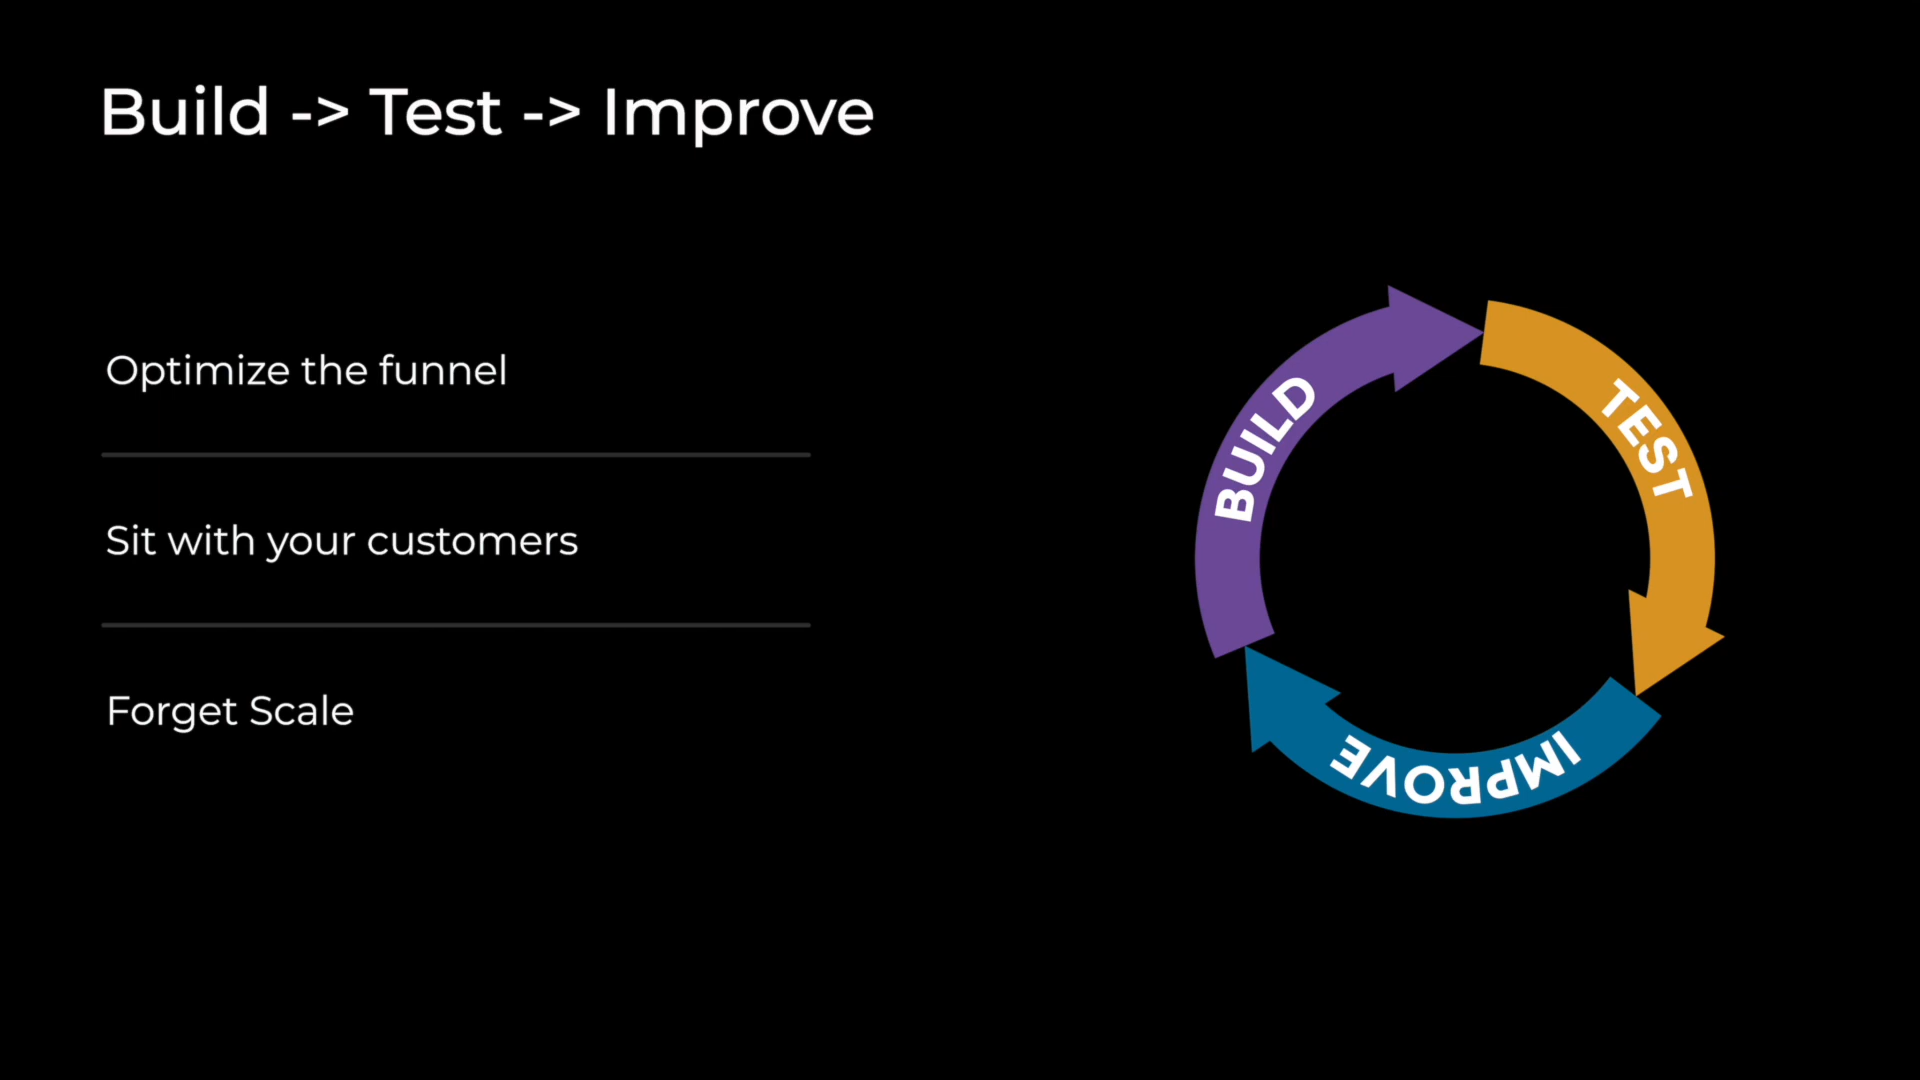 Build -> Test -> Improve
Optimize the funnel
Sit with your customers
Forget Scale
BUILD
TEST
IMPROVE